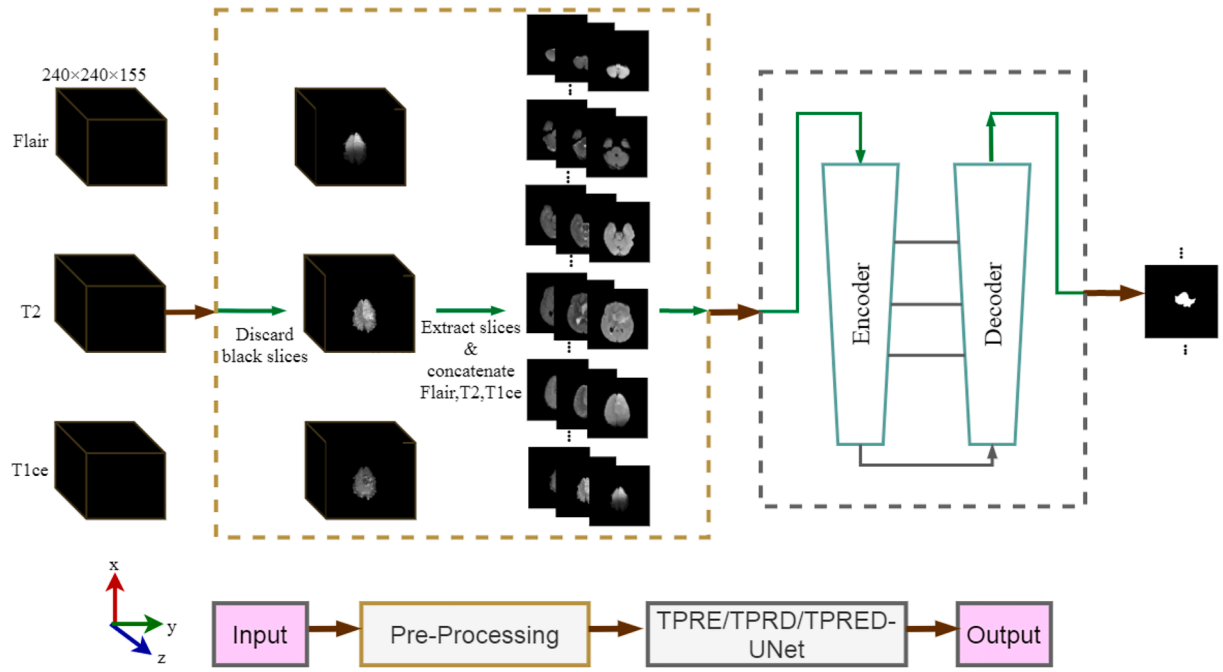 240×240×155
Flair
T2
T1ce
Discard
black slices
Extract slices
&
concatenate
Flair,T2,T1ce
Encoder
Decoder
x
y
z
Input
Pre-Processing
TPRE/TPRD/TPRED-
UNet
Output